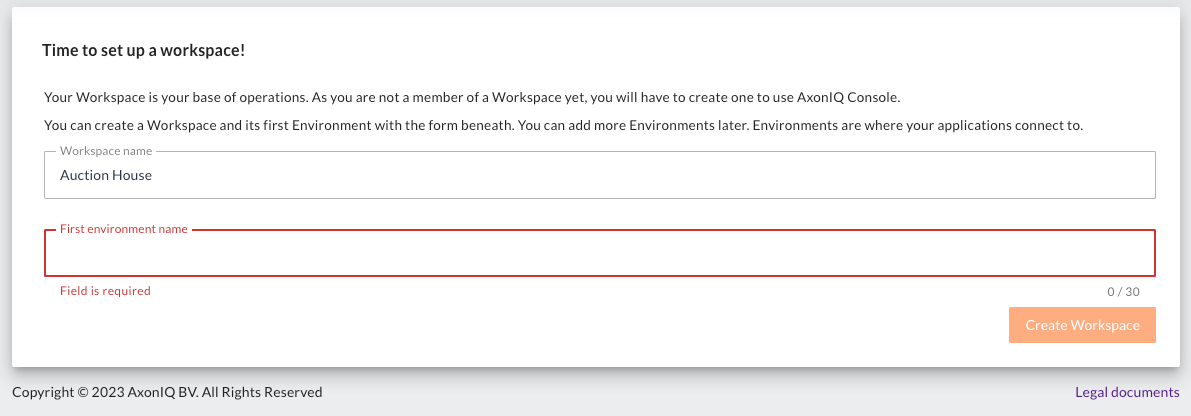 Time to set up a workspace!
Your Workspace is your base of operations. As you are not a member of a Workspace yet, you will have to create one to use AxonIQ Console.
You can create a Workspace and its first Environment with the form beneath. You can add more Environments later. Environments are where your applications connect to.
Workspace name
Auction House
First environment name
Field is required
0 / 30
Create Workspace
Copyright © 2023 AxonIQ BV. All Rights Reserved
Legal documents